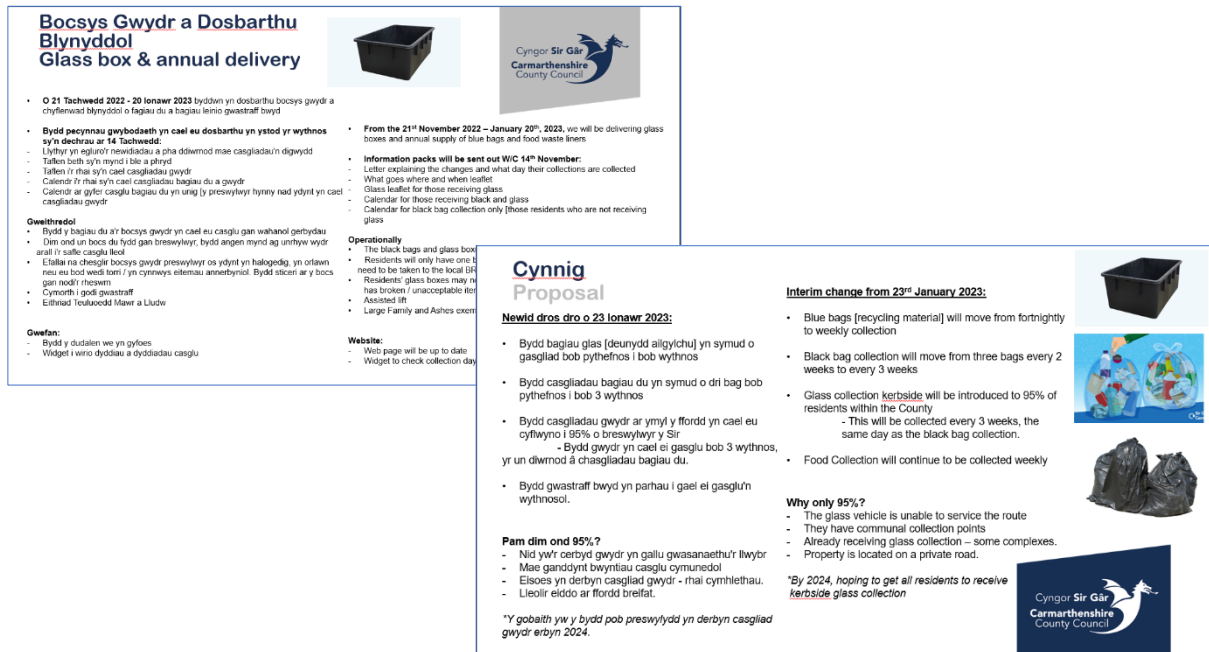 Bocsys Gwydr a Dosbarthu
Blynyddol
Glass box & annual delivery
Cyngor Sir Gâr
Carmarthenshire
County Council
• O 21 Tachwedd 2022 - 20 Ionawr 2023 byddwn yn dosbarthu bocsys gwydr a
chyflenwad blynyddol o fagiau du a bagiau leinio gwastraff bwyd
• Bydd pecynnau gwybodaeth yn cael eu dosbarthu yn ystod yr wythnos
sy'n dechrau ar 14 Tachwedd:
- Llythyr yn egluro'r newidiadau a pha ddiwrnod mae casgliadau'n digwydd
- Taflen beth sy'n mynd i ble a phryd
- Taflen i'r rhai sy'n cael casgliadau gwydr
- Calendr i'r rhai sy'n cael casgliadau bagiau du a gwydr
- Calendr ar gyfer casglu bagiau du yn unig [y preswylwyr hynny nad ydynt yn cael
casgliadau gwydr
Gweithredol
• Bydd y bagiau du a'r bocsys gwydr yn cael eu casglu gan wahanol gerbydau
• Dim ond un bocs du fydd gan breswylwyr, bydd angen mynd ag unrhyw wydr
arall i'r safle casglu lleol
• Efallai na chesglir bocsys gwydr preswylwyr os ydynt yn halogedig, yn orlawn
neu eu bod wedi torri / yn cynnwys eitemau annerbyniol. Bydd sticeri ar y bocs
gan nodi'r rheswm
• Cymorth i godi gwastraff
• Eithriad Teuluoedd Mawr a Lludw
Gwefan:
- Bydd y dudalen we yn gyfoes
- Widget i wirio dyddiau a dyddiadau casglu
• From the 21st November 2022 – January 20th, 2023, we will be delivering glass
boxes and annual supply of blue bags and food waste liners
• Information packs will be sent out W/C 14th November:
- Letter explaining the changes and what day their collections are collected
- What goes where and when leaflet
- Glass leaflet for those receiving glass
- Calendar for those receiving black and glass
- Calendar for black bag collection only [those residents who are not receiving
glass
Operationally
• The black bags and glass box
• Residents will only have one b
need to be taken to the local BR
• Residents' glass boxes may n
has broken / unacceptable iter
• Assisted lift
• Large Family and Ashes exem
Website:
- Web page will be up to date
- Widget to check collection day
Cynnig
Proposal
Newid dros dro o 23 Ionawr 2023:
• Bydd bagiau glas [deunydd ailgylchu] yn symud o
gasgliad bob pythefnos i bob wythnos
• Bydd casgliadau bagiau du yn symud o dri bag bob
pythefnos i bob 3 wythnos
• Bydd casgliadau gwydr ar ymyl y ffordd yn cael eu
cyflwyno i 95% o breswylwyr y Sir
- Bydd gwydr yn cael ei gasglu bob 3 wythnos,
yr un diwrnod â chasgliadau bagiau du.
• Bydd gwastraff bwyd yn parhau i gael ei gasglu'n
wythnosol.
Pam dim ond 95%?
- Nid yw'r cerbyd gwydr yn gallu gwasanaethu'r llwybr
- Mae ganddynt bwyntiau casglu cymunedol
- Eisoes yn derbyn casgliad gwydr - rhai cymhlethau.
- Lleolir eiddo ar ffordd breifat.
*Y gobaith yw y bydd pob preswylydd yn derbyn casgliad
gwydr erbyn 2024.
Interim change from 23rd January 2023:
• Blue bags [recycling material] will move from fortnightly
to weekly collection
• Black bag collection will move from three bags every 2
weeks to every 3 weeks
• Glass collection kerbside will be introduced to 95% of
residents within the County
- This will be collected every 3 weeks, the
same day as the black bag collection.
• Food Collection will continue to be collected weekly
Why only 95%?
- The glass vehicle is unable to service the route
- They have communal collection points
- Already receiving glass collection – some complexes.
- Property is located on a private road.
*By 2024, hoping to get all residents to receive
kerbside glass collection
Cyngor Sir Gâr
Carmarthenshire
County Council